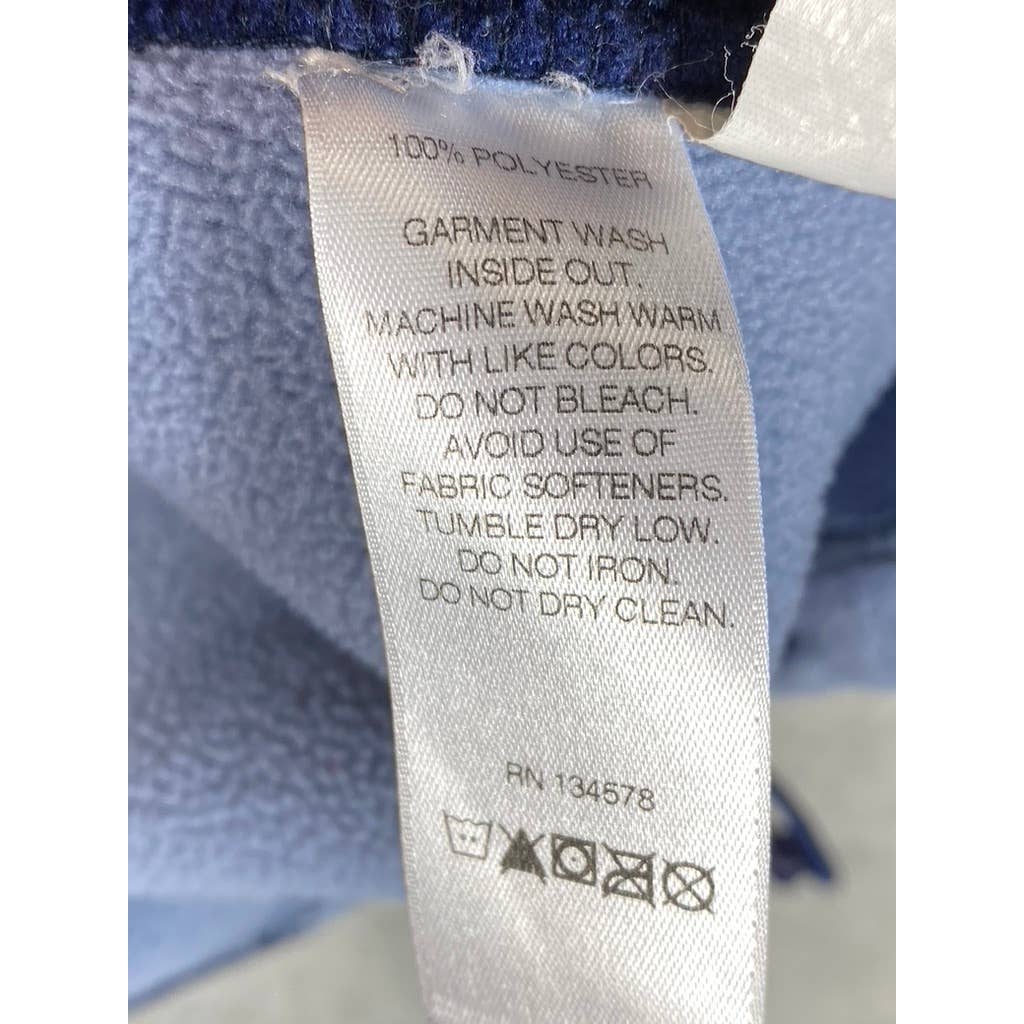 100% POLYESTER
GARMENT WASH
INSIDE OUT.
MACHINE WASH WARM
WITH LIKE COLORS.
DO NOT BLEACH.
AVOID USE OF
FABRIC SOFTENERS.
TUMBLE DRY LOW.
DO NOT IRON.
DO NOT DRY CLEAN.
RN 134578